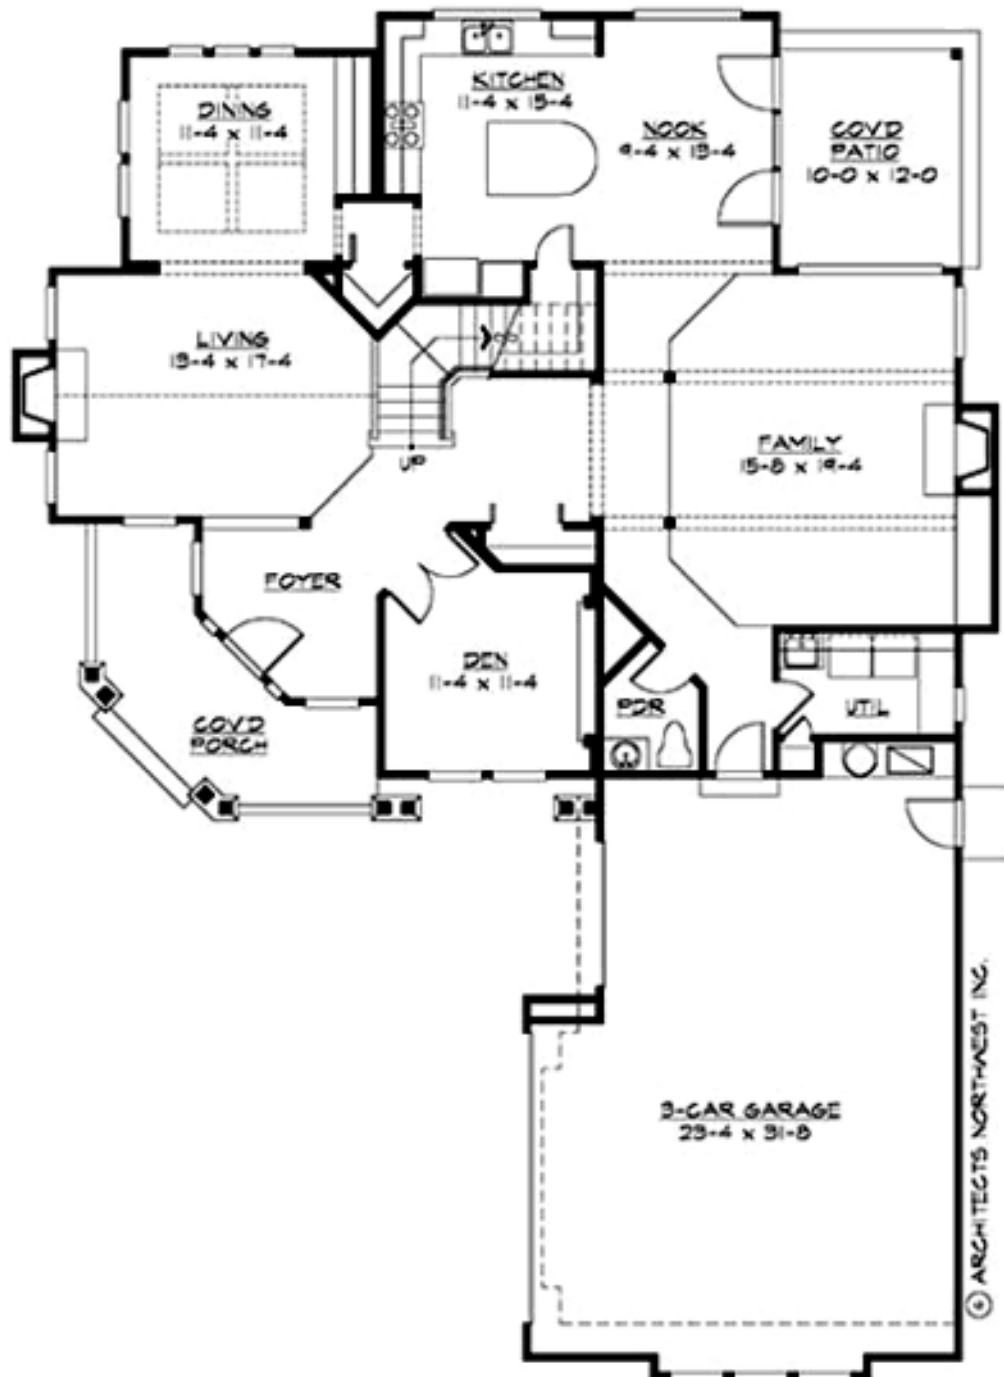 KITCHEN
11-4 x 15-4
DINING
11-4 x 11-4
NOOK
9-4 x 13-4
COV'D
PATIO
10-0 x 12-0
LIVING
13-4 x 17-4
UP
FAMILY
15-8 x 19-4
FOYER
DEN
11-4 x 11-4
PDR
UTIL
COV'D
PORCH
3-CAR GARAGE
23-4 x 31-8
© ARCHITECTS NORTHWEST INC.